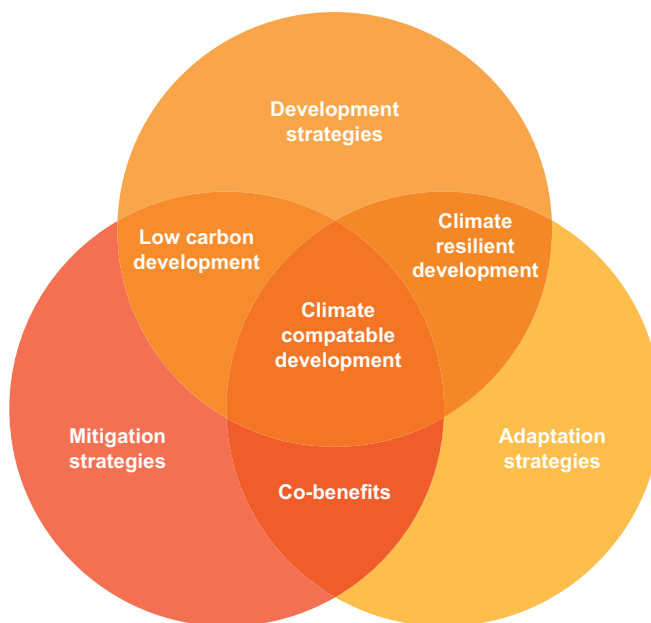 Development
strategies
Low carbon
development
Climate
resilient
development
Climate
compatable
development
Mitigation
strategies
Adaptation
strategies
Co-benefits